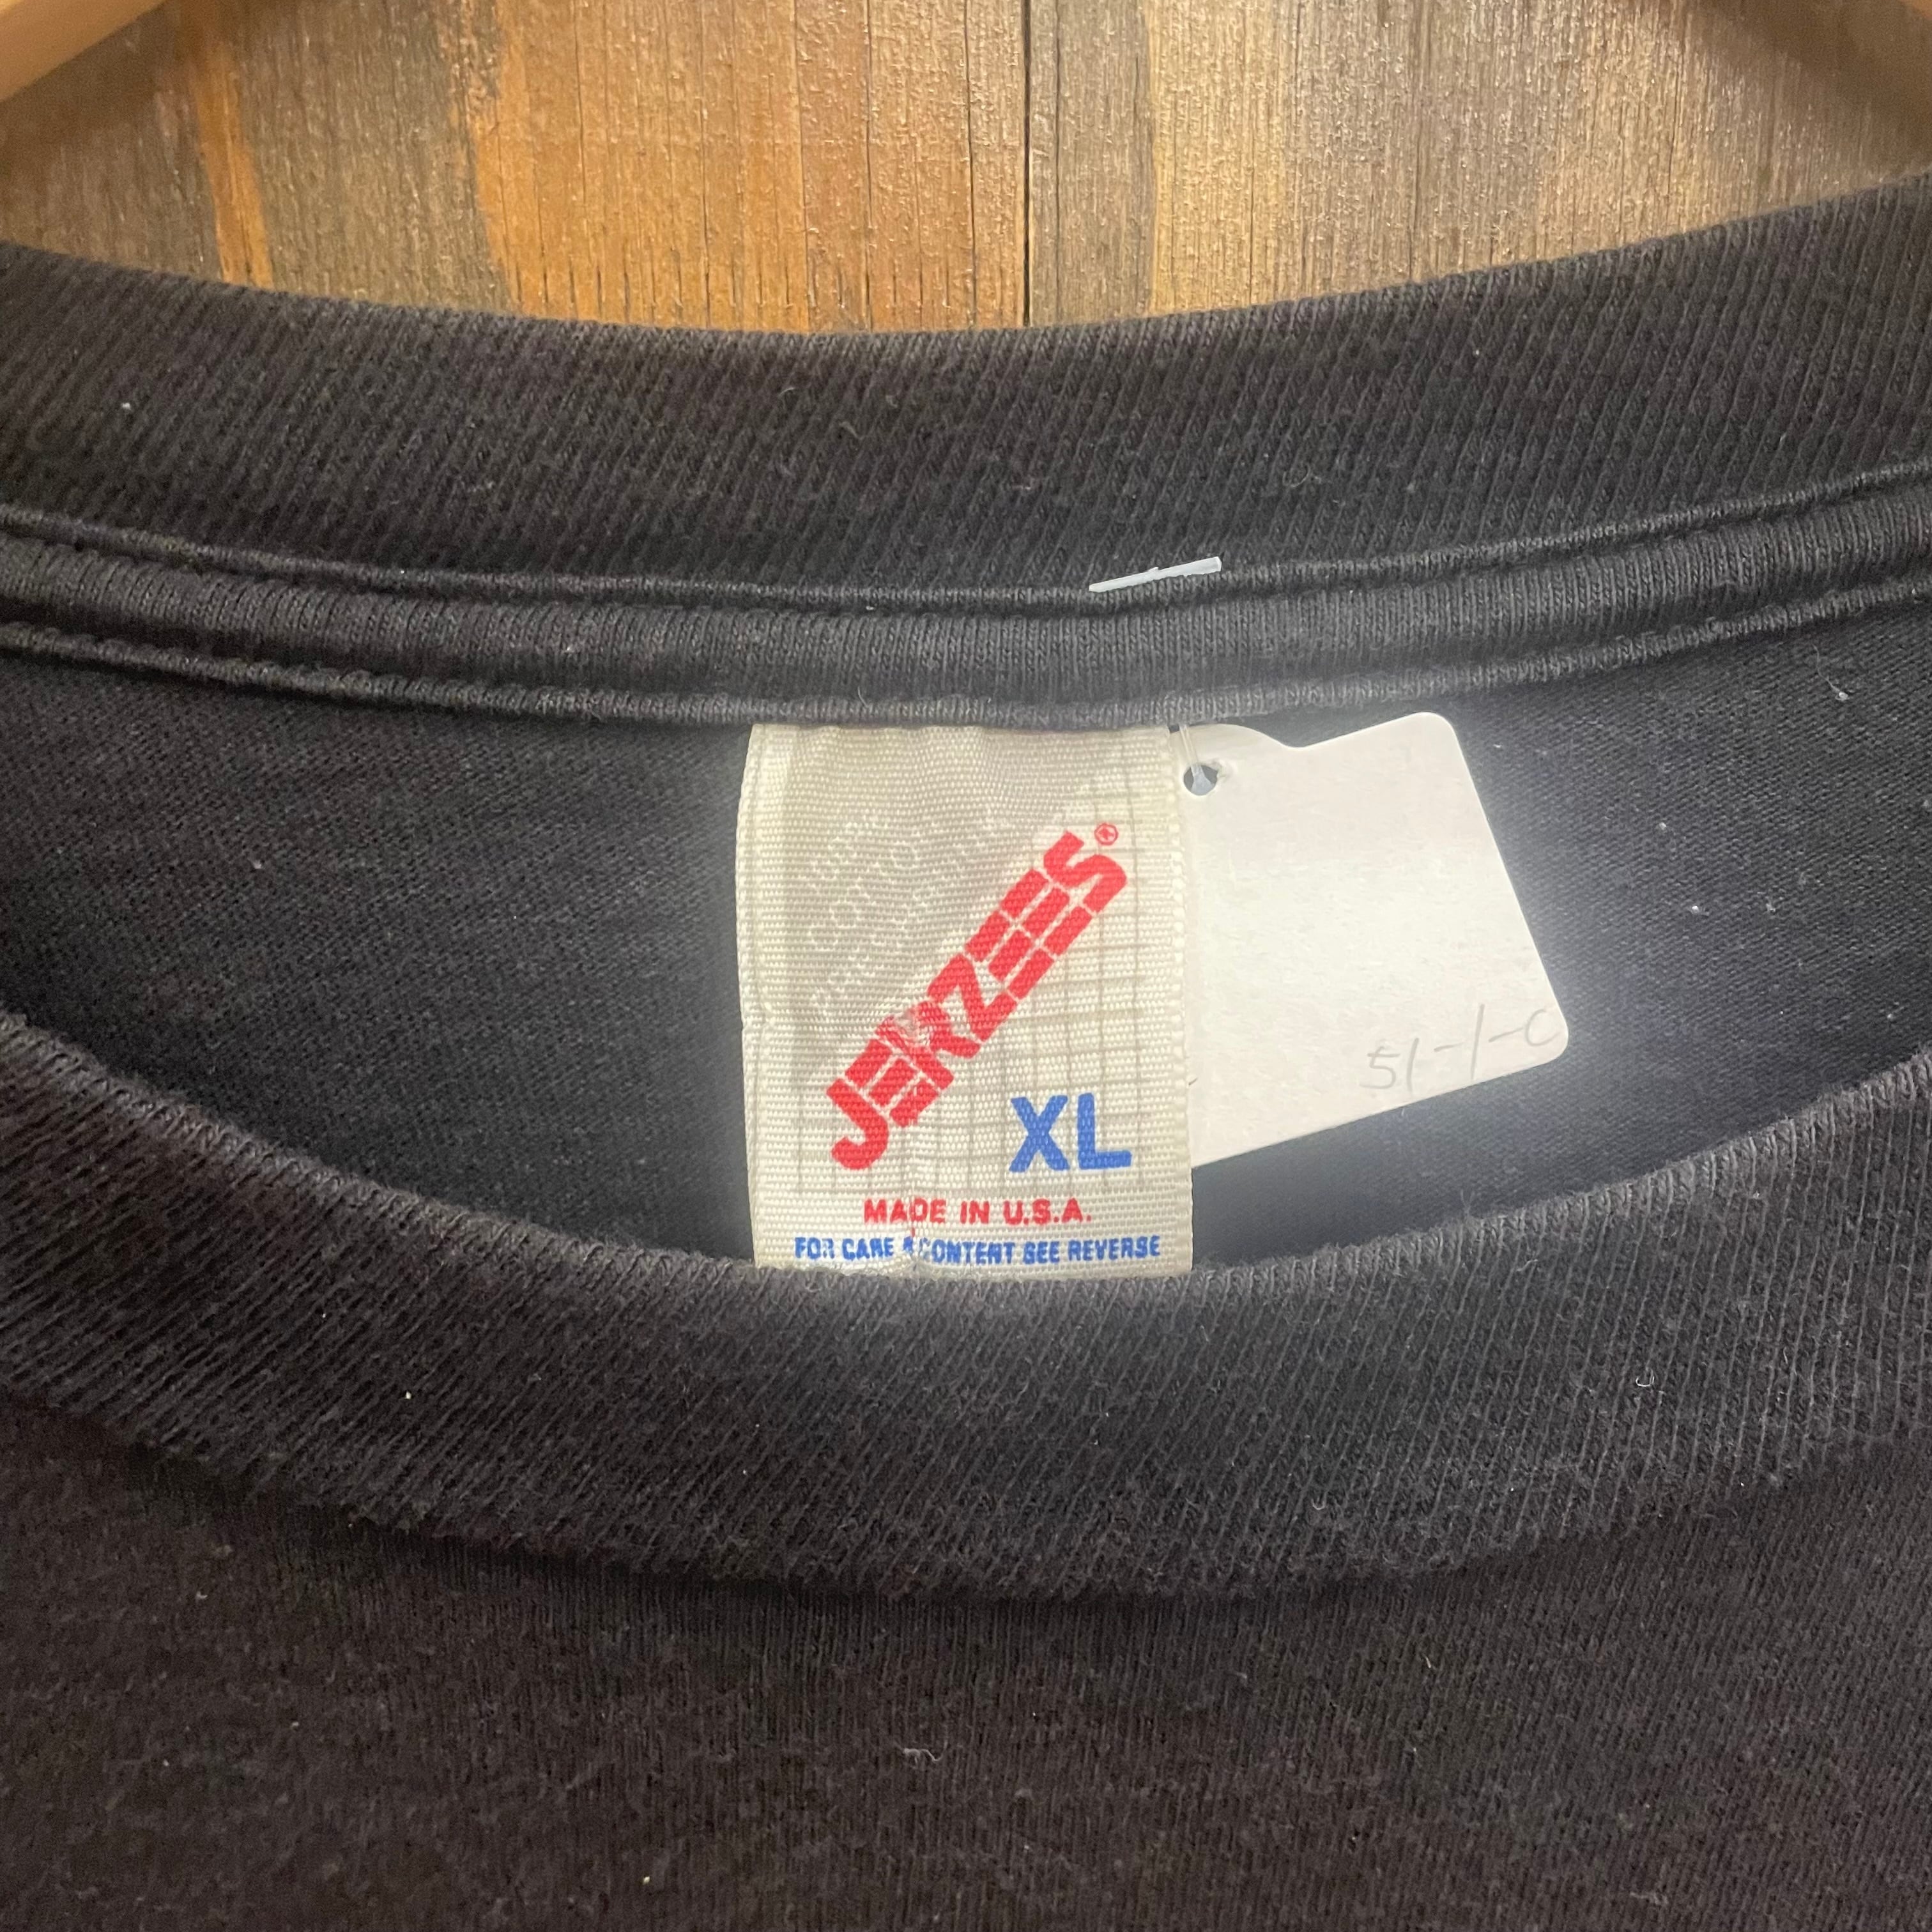 JERZEES®
XL
MADE IN U.S.A.
FOR CARE & CONTENT SEE REVERSE
51-1-C